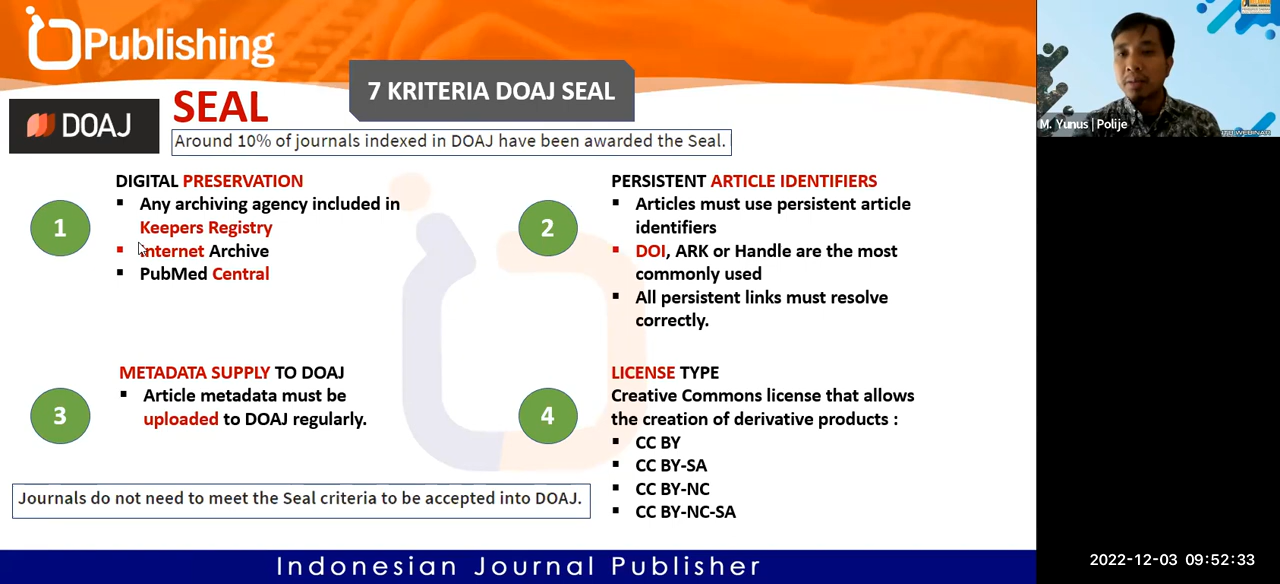 Publishing
7 KRITERIA DOAJ SEAL
DOAJ
SEAL
Around 10% of journals indexed in DOAJ have been awarded the Seal.
1
DIGITAL PRESERVATION
▪ Any archiving agency included in
Keepers Registry
▪ Internet Archive
▪ PubMed Central
2
PERSISTENT ARTICLE IDENTIFIERS
▪ Articles must use persistent article
identifiers
▪ DOI, ARK or Handle are the most
commonly used
▪ All persistent links must resolve
correctly.
3
METADATA SUPPLY TO DOAJ
▪ Article metadata must be
uploaded to DOAJ regularly.
4
LICENSE TYPE
Creative Commons license that allows
the creation of derivative products :
▪ CC BY
▪ CC BY-SA
▪ CC BY-NC
▪ CC BY-NC-SA
Journals do not need to meet the Seal criteria to be accepted into DOAJ.
Indonesian Journal Publisher
M. Yunus | Polije
WEBINAR
2022-12-03 09:52:33